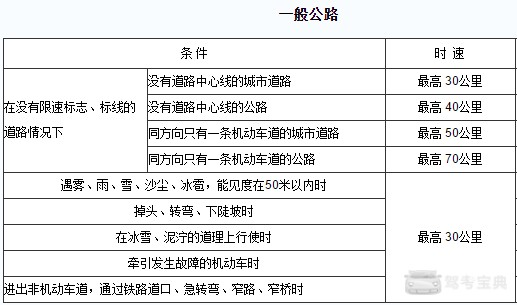 一般公路
条 件
时 速
在没有限速标志、标线的
道路情况下
没有道路中心线的城市道路
最高 30公里
没有道路中心线的公路
最高 40公里
同方向只有一条机动车道的城市道路
最高 50公里
同方向只有一条机动车道的公路
最高 70公里
遇雾、雨、雪、沙尘、冰雹,能见度在50米以内时
掉头、转弯、下陡坡时
在冰雪、泥泞的道理上行使时
牵引发生故障的机动车时
进出非机动车道，通过铁路道口、急转弯、窄路、窄桥时
最高 30公里
驾考宝典